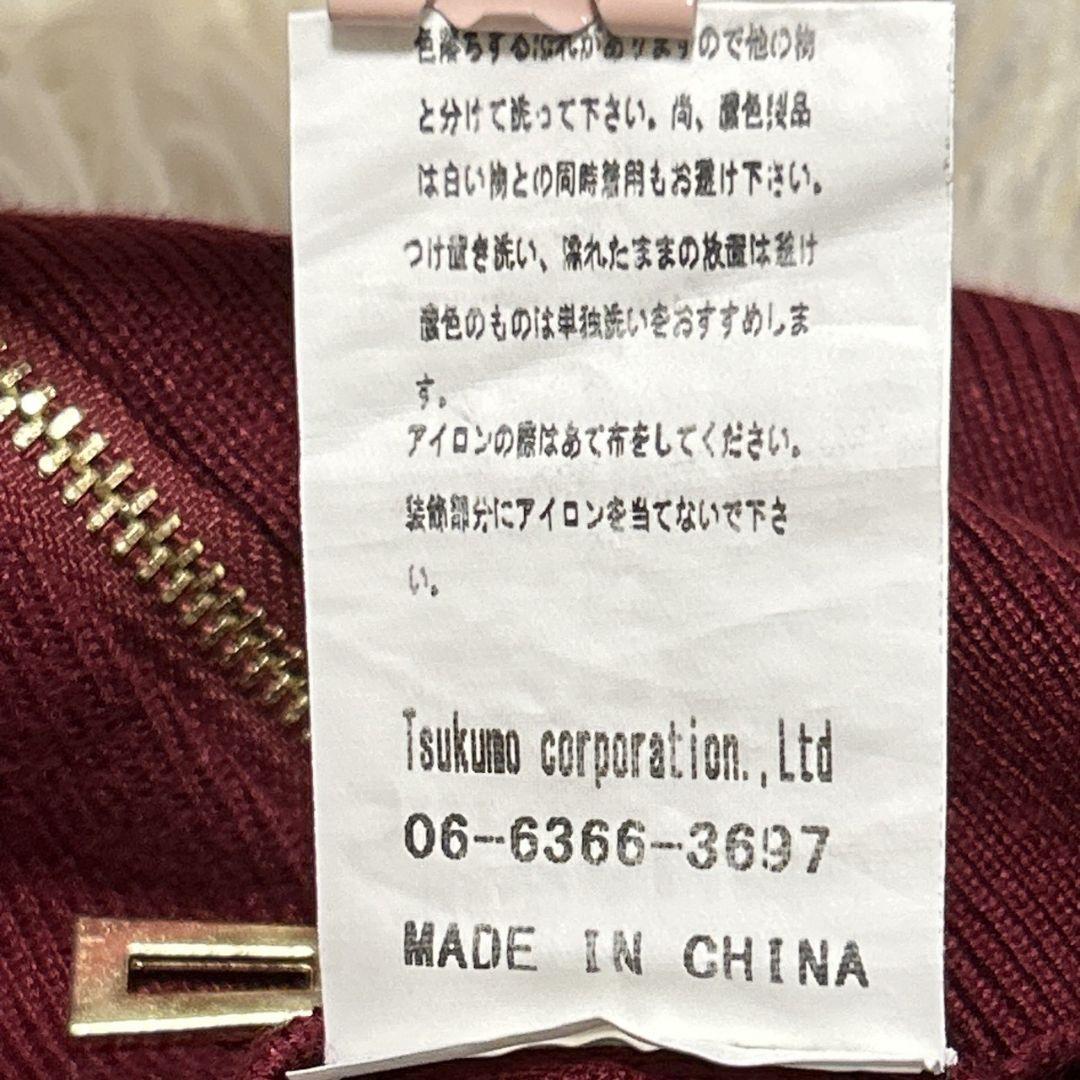 色落ちする恐れがありますので他の物
と分けて洗って下さい。尚、濃色製品
は白い物との同時着用もお避け下さい。
つけ置き洗い、濡れたままの放置は避け
濃色のものは単独洗いをおすすめしま
す。
アイロンの際はあて布をしてください。
装飾部分にアイロンを当てないで下さ
い。
Tsukumo corporation.,Ltd
06-6366-3697
MADE IN CHINA